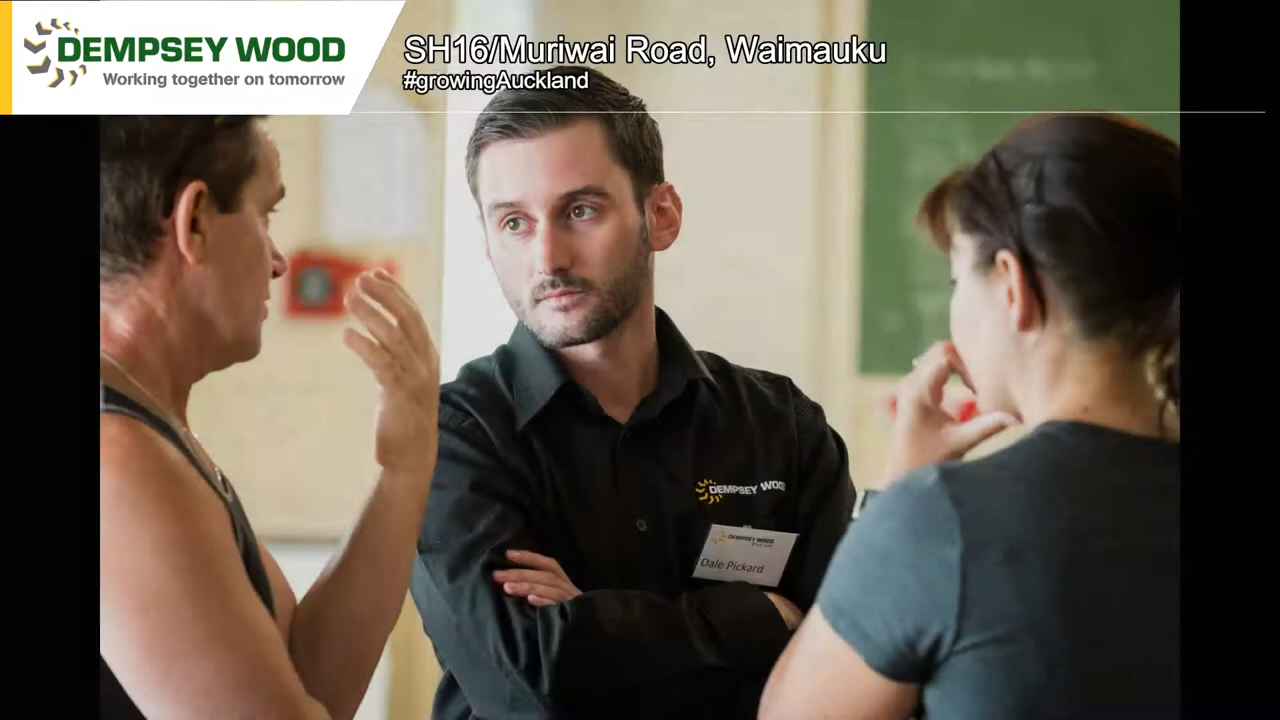 DEMPSEY WOOD
Working together on tomorrow
SH16/Muriwai Road, Waimauku
#growingAuckland
DEMPSEY WOOD
DEMPSEY WOOD
Dale Pickard